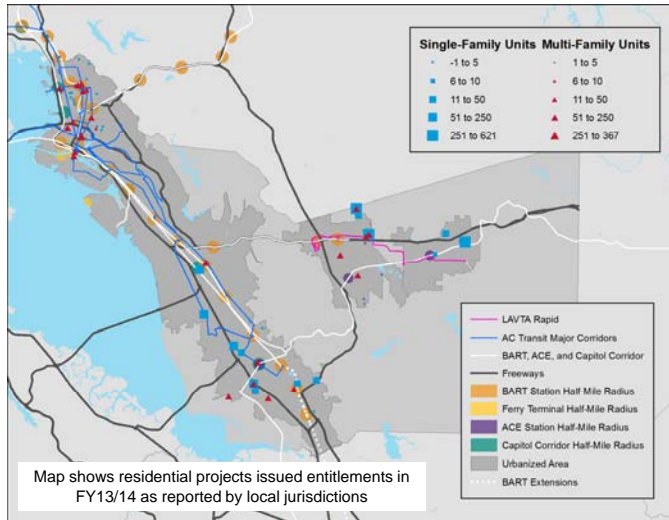 Single-Family Units Multi-Family Units
-1 to 5 1 to 5
6 to 10 6 to 10
11 to 50 11 to 50
51 to 250 51 to 250
251 to 621 251 to 367
LAVTA Rapid
AC Transit Major Corridors
BART, ACE, and Capitol Corridor
Freeways
BART Station Half-Mile Radius
Ferry Terminal Half-Mile Radius
ACE Station Half-Mile Radius
Capitol Corridor Half-Mile Radius
Urbanized Area
BART Extensions
Map shows residential projects issued entitlements in
FY13/14 as reported by local jurisdictions